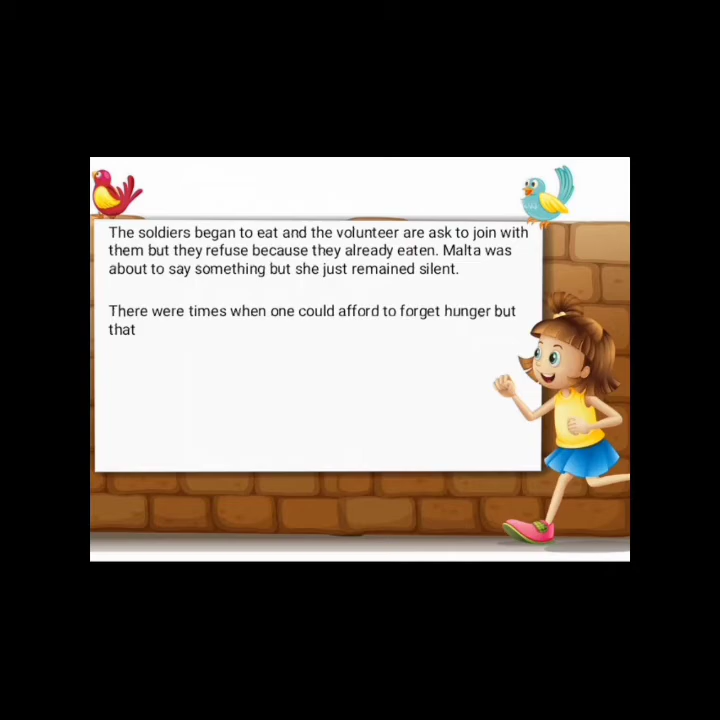 The soldiers began to eat and the volunteer are ask to join with
them but they refuse because they already eaten. Malta was
about to say something but she just remained silent.
There were times when one could afford to forget hunger but
that